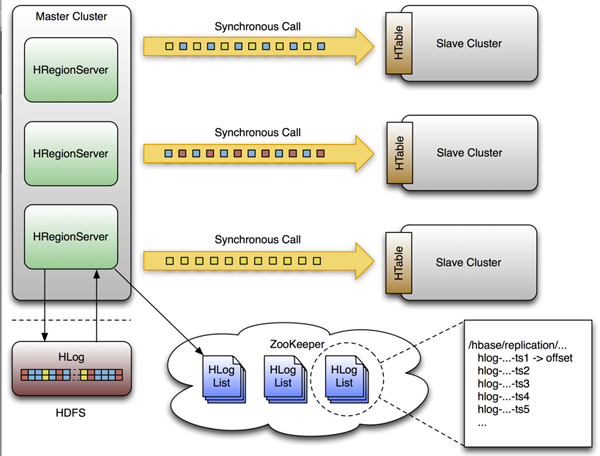 Master Cluster
HRegionServer
HRegionServer
HRegionServer
Synchronous Call
HTable
Slave Cluster
Synchronous Call
HTable
Slave Cluster
Synchronous Call
HTable
Slave Cluster
HLog
HDFS
ZooKeeper
HLog
List
HLog
List
HLog
List
/hbase/replication/...
hlog-...-ts1 -> offset
hlog-...-ts2
hlog-...-ts3
hlog-...-ts4
hlog-...-ts5
...